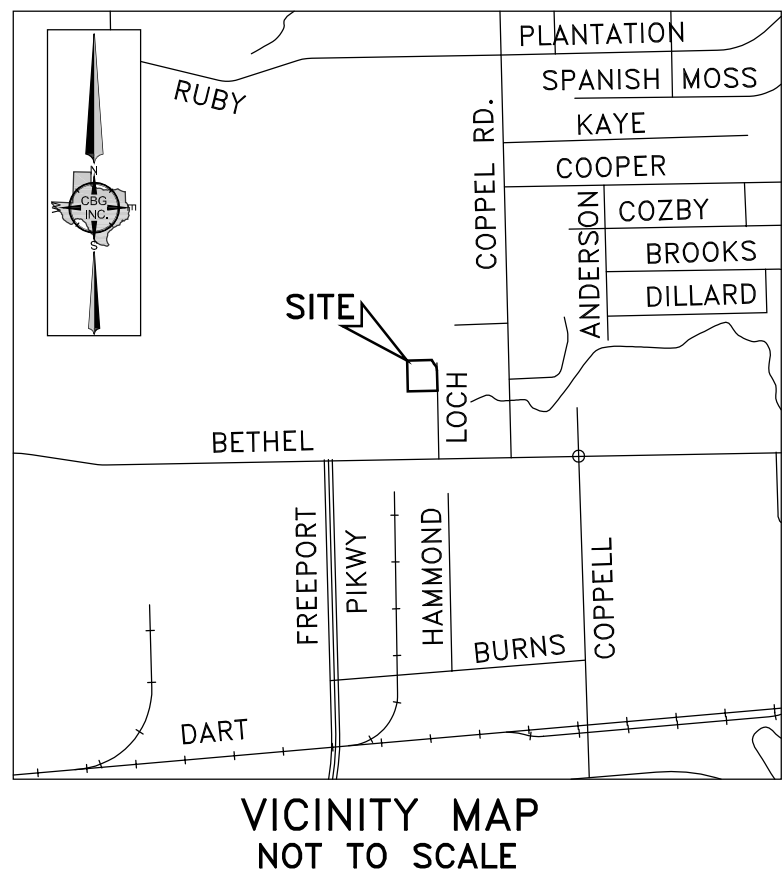 PLANTATION
RUBY
SPANISH MOSS
COPPEL RD.
KAYE
COOPER
N
W
CBG
INC.
E
S
ANDERSON
COZBY
BROOKS
DILLARD
SITE
LOCH
BETHEL
FREEPORT
PIKWY
HAMMOND
COPPELL
BURNS
DART
VICINITY MAP
NOT TO SCALE